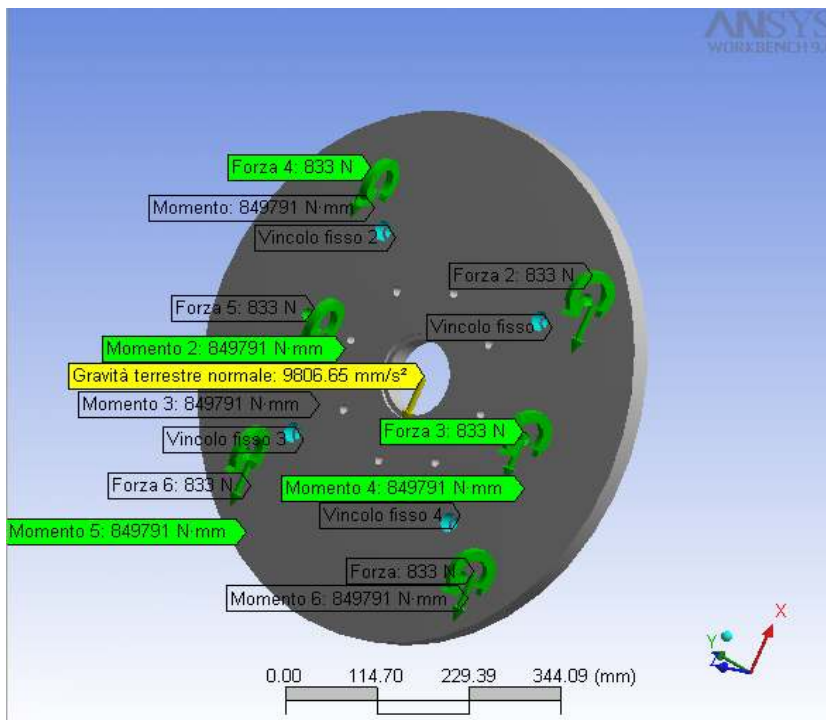 ANSYS
WORKBENCH 9.
Forza 4: 833 N
Momento: 849791 N·mm
Vincolo fisso 2
Forza 2: 833 N
Forza 5: 833 N
Vincolo fisso
Momento 2: 849791 N·mm
Gravità terrestre normale: 9806.65 mm/s²
Momento 3: 849791 N·mm
Forza 3: 833 N
Vincolo fisso 3
Forza 6: 833 N
Momento 4: 849791 N·mm
Vincolo fisso 4
Momento 5: 849791 N·mm
Forza: 833 N
Momento 6: 849791 N·mm
X
Y
Z
0.00 114.70 229.39 344.09 (mm)